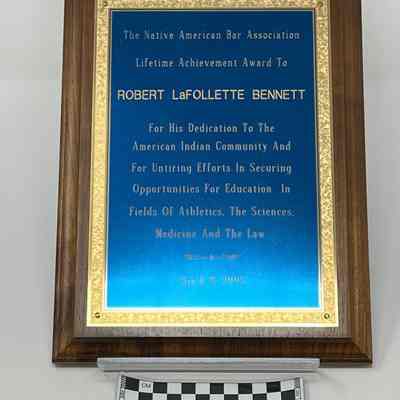 The Native American Bar Association
Lifetime Achievement Award To
ROBERT LaFOLLETTE BENNETT
For His Dedication To The
American Indian Community And
For Untiring Efforts In Securing
Opportunities For Education In
Fields Of Athletics, The Sciences,
Medicine And The Law
CM